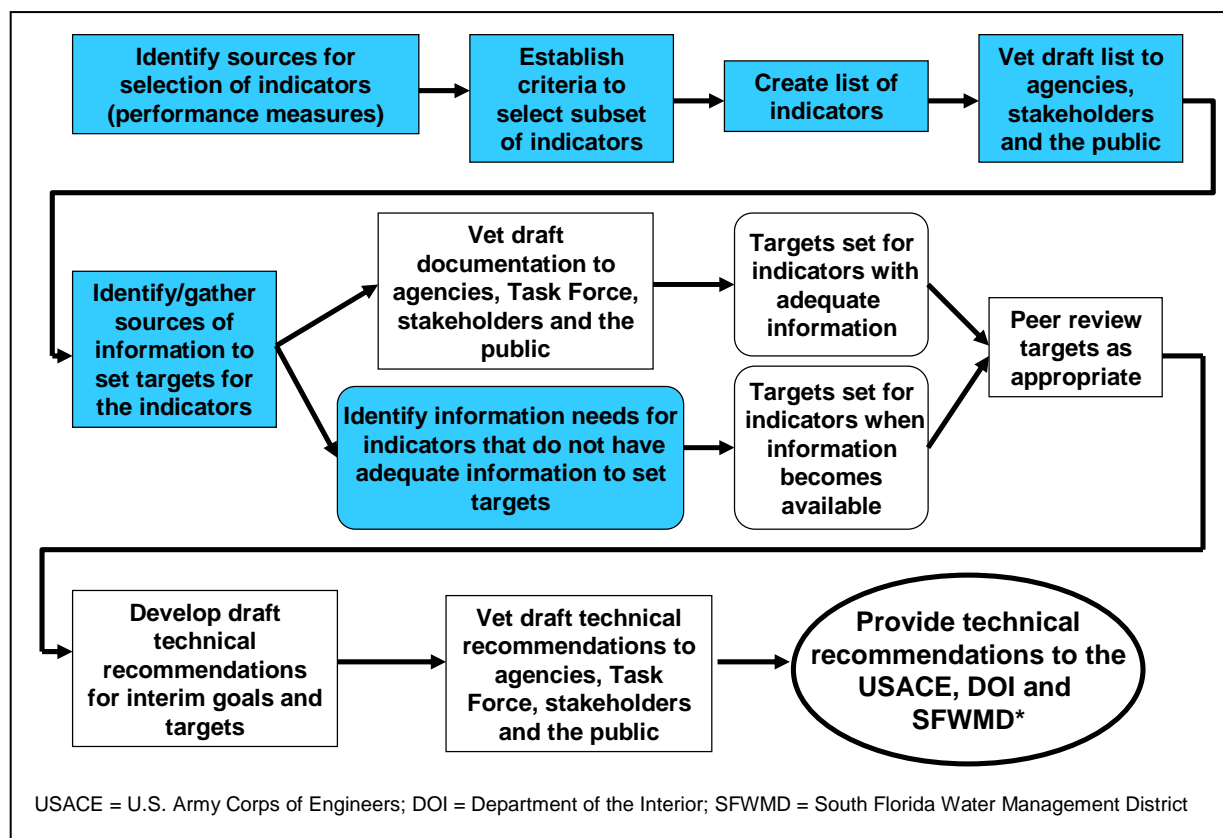 Identify sources for
selection of indicators
(performance measures)
Establish
criteria to
select subset
of indicators
Create list of
indicators
Vet draft list to
agencies,
stakeholders
and the public
Identify/gather
sources of
information to
set targets for
the indicators
Vet draft
documentation to
agencies, Task Force,
stakeholders and the
public
Targets set for
indicators with
adequate
information
Identify information needs for
indicators that do not have
adequate information to set
targets
Targets set for
indicators when
information
becomes
available
Peer review
targets as
appropriate
Develop draft
technical
recommendations
for interim goals and
targets
Vet draft technical
recommendations to
agencies, Task
Force, stakeholders
and the public
Provide technical
recommendations to the
USACE, DOI and
SFWMD*
USACE = U.S. Army Corps of Engineers; DOI = Department of the Interior; SFWMD = South Florida Water Management District